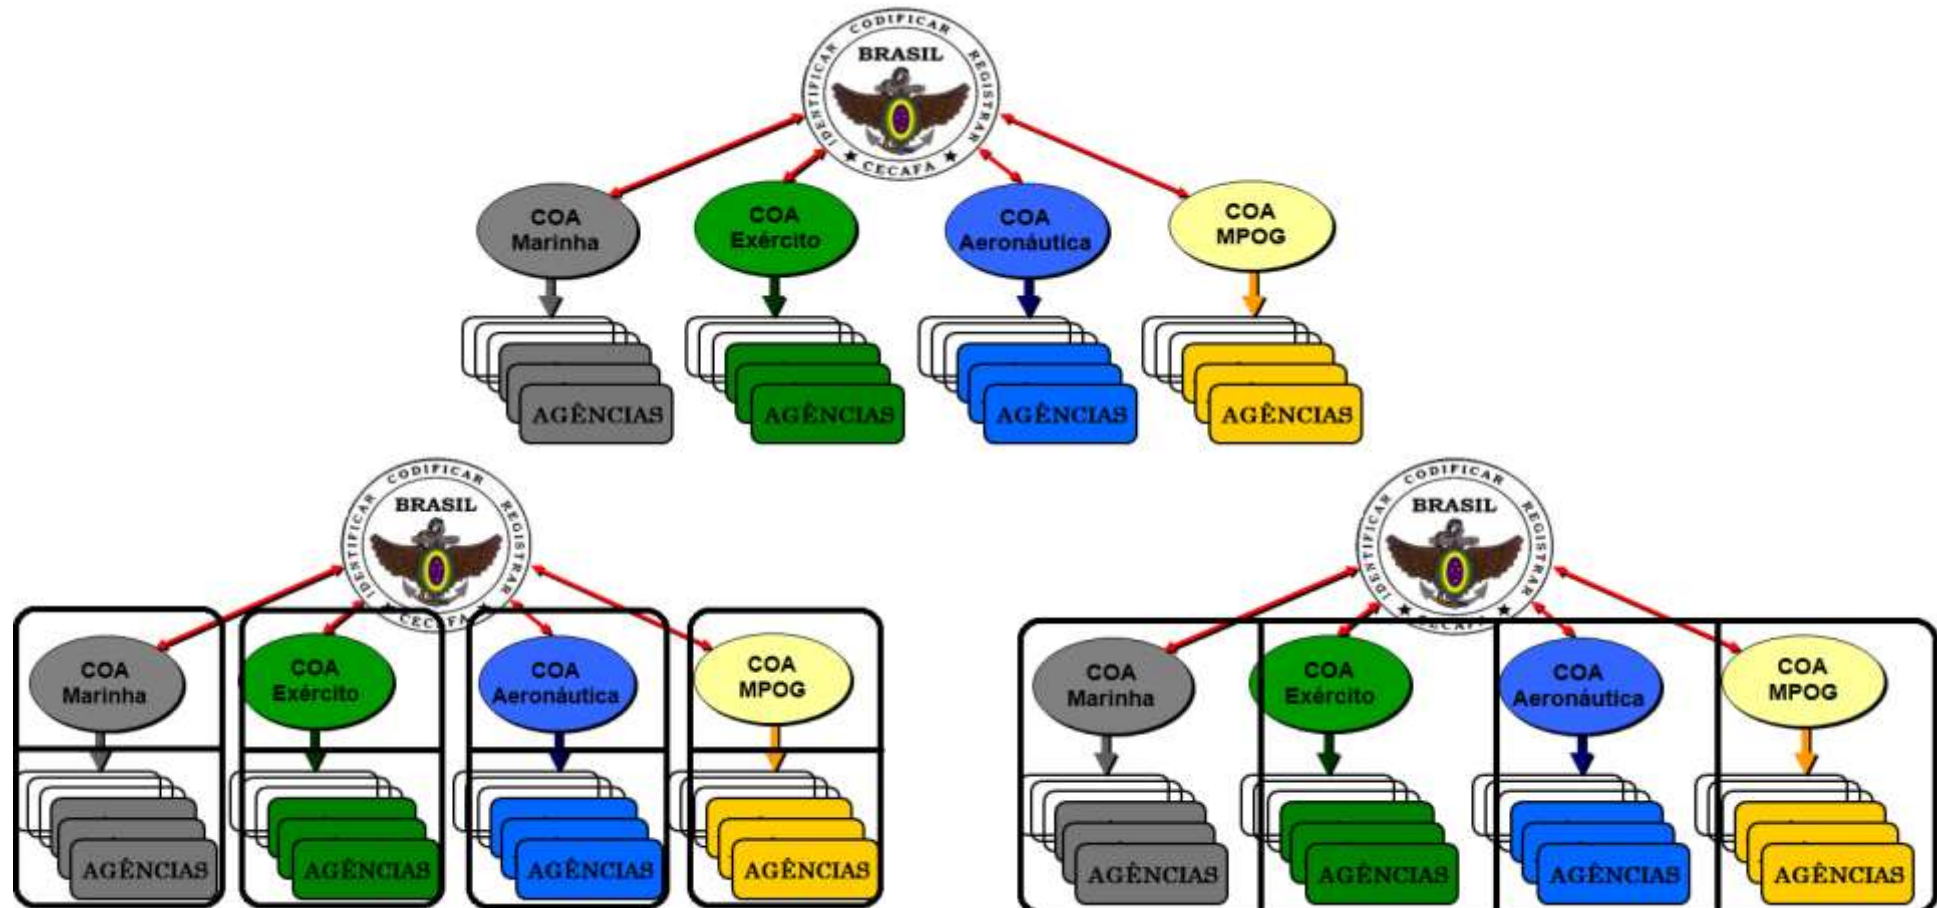 IDENTIFICAR CODIFICAR REGISTRAR
BRASIL
CECAFA
COA
Marinha
COA
Exército
COA
Aeronáutica
COA
MPOG
AGÊNCIAS
AGÊNCIAS
AGÊNCIAS
AGÊNCIAS
IDENTIFICAR CODIFICAR REGISTRAR
BRASIL
CECAFA
COA
Marinha
COA
Exército
COA
Aeronáutica
COA
MPOG
AGÊNCIAS
AGÊNCIAS
AGÊNCIAS
AGÊNCIAS
IDENTIFICAR CODIFICAR REGISTRAR
BRASIL
CECAFA
COA
Marinha
COA
Exército
COA
Aeronáutica
COA
MPOG
AGÊNCIAS
AGÊNCIAS
AGÊNCIAS
AGÊNCIAS